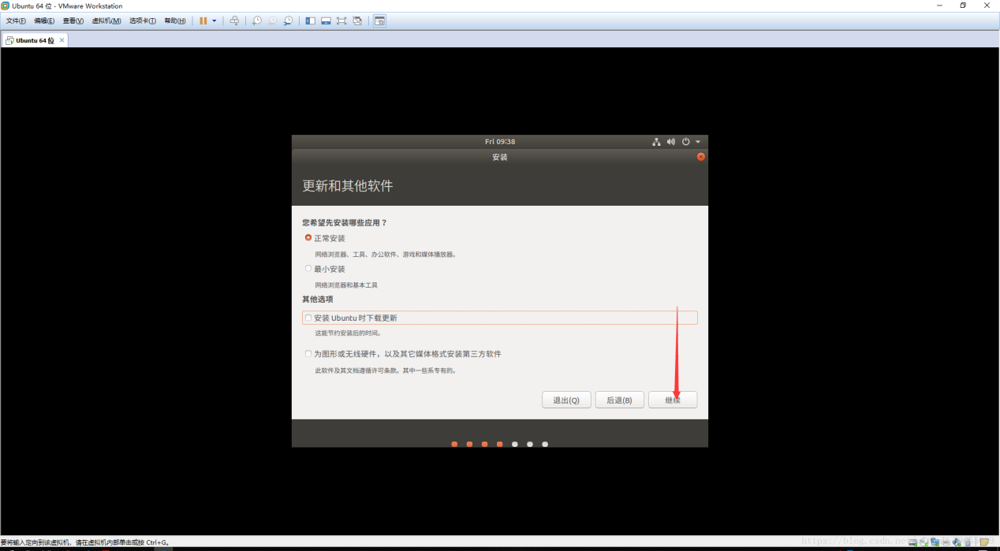 Ubuntu 64 位 - VMware Workstation
文件(F) 编辑(E) 查看(V) 虚拟机(M) 选项卡(T) 帮助(H)
Ubuntu 64 位
Fri 09:38
安装
更新和其他软件
您希望先安装哪些应用？
正常安装
网络浏览器、工具、办公软件、游戏和媒体播放器。
最小安装
网络浏览器和基本工具
其他选项
安装 Ubuntu 时下载更新
这能节约安装后的时间。
为图形或无线硬件，以及其它媒体格式安装第三方软件
此软件及其文档遵循许可条款。其中一些系专有的。
退出(Q) 后退(B) 继续
要将输入定向到该虚拟机，请在虚拟机内部单击或按 Ctrl+G。
https://blog.csdn.net